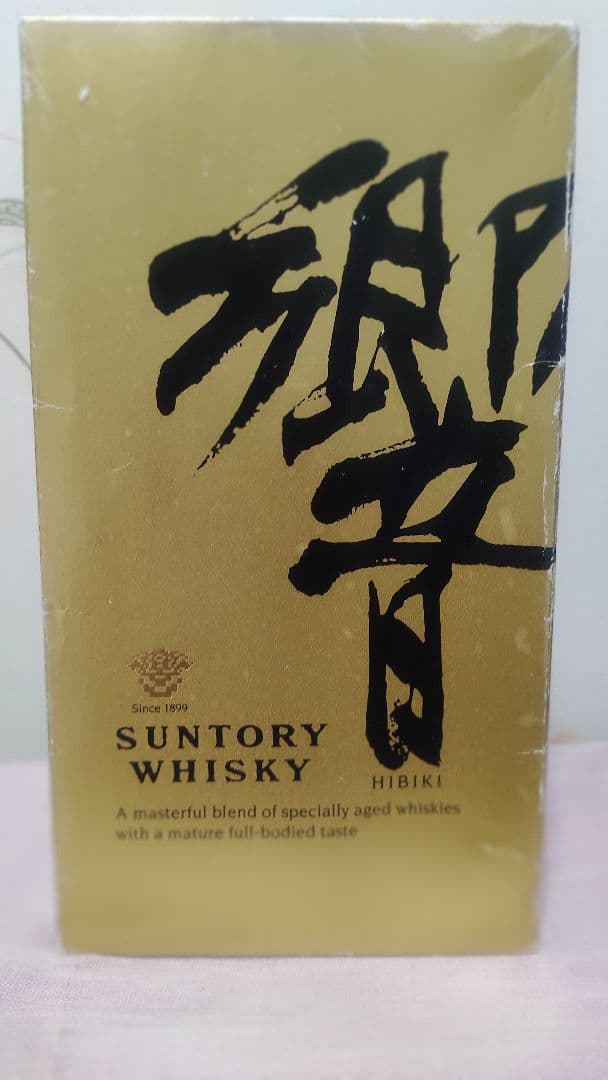 響
Since 1899
SUNTORY
WHISKY
HIBIKI
A masterful blend of specially aged whiskies
with a mature full-bodied taste